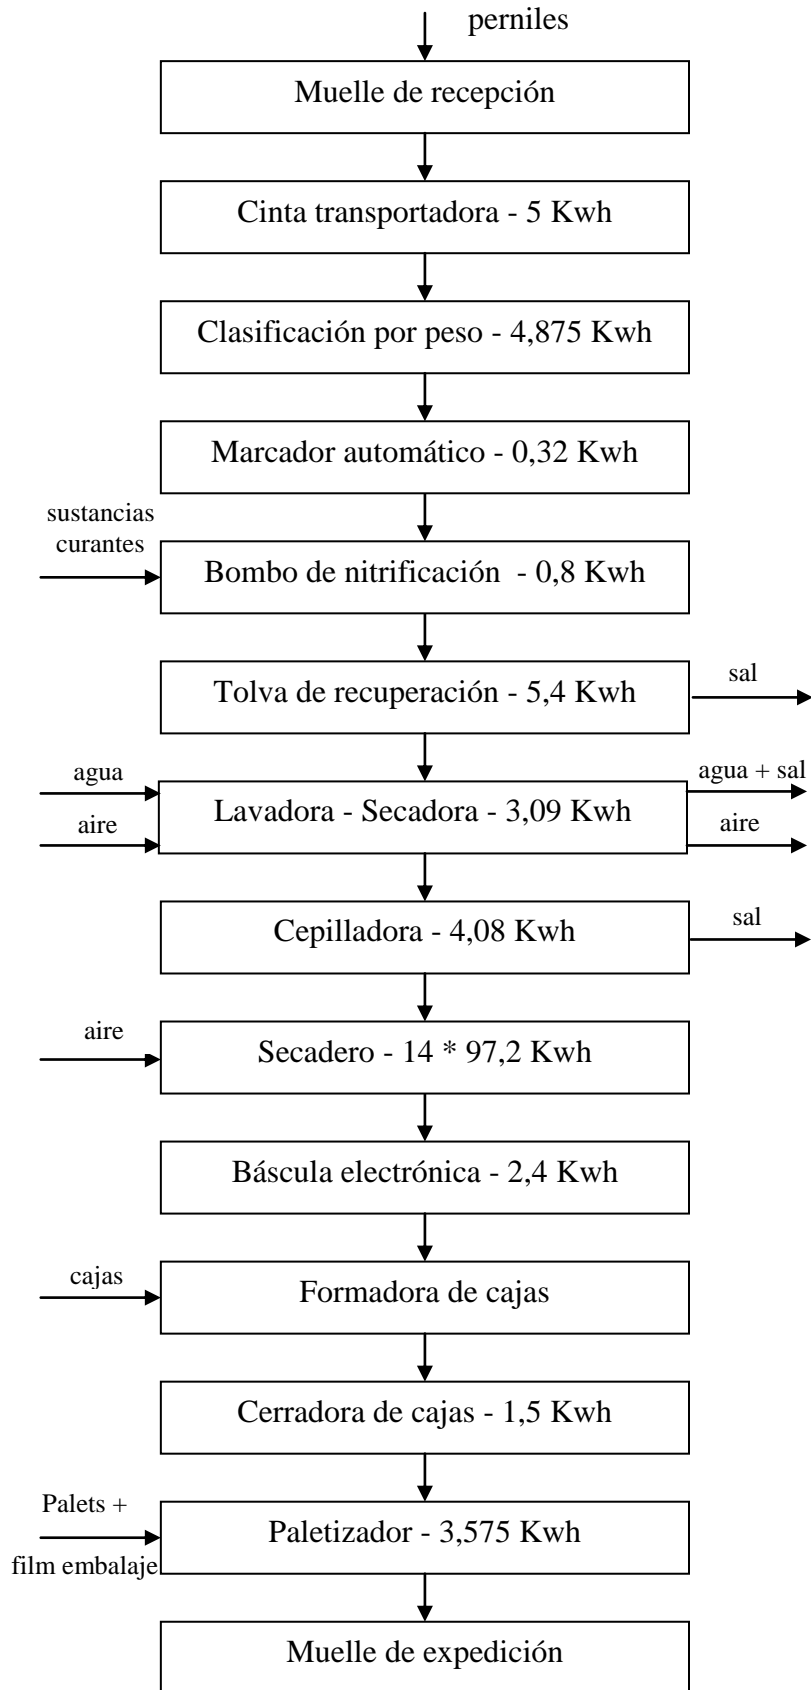 perniles
Muelle de recepción
Cinta transportadora - 5 Kwh
Clasificación por peso - 4,875 Kwh
Marcador automático - 0,32 Kwh
sustancias
curantes
Bombo de nitrificación - 0,8 Kwh
Tolva de recuperación - 5,4 Kwh
sal
agua
agua + sal
Lavadora - Secadora - 3,09 Kwh
aire
aire
Cepilladora - 4,08 Kwh
sal
aire
Secadero - 14 * 97,2 Kwh
Báscula electrónica - 2,4 Kwh
cajas
Formadora de cajas
Cerradora de cajas - 1,5 Kwh
Palets +
film embalaje
Paletizador - 3,575 Kwh
Muelle de expedición